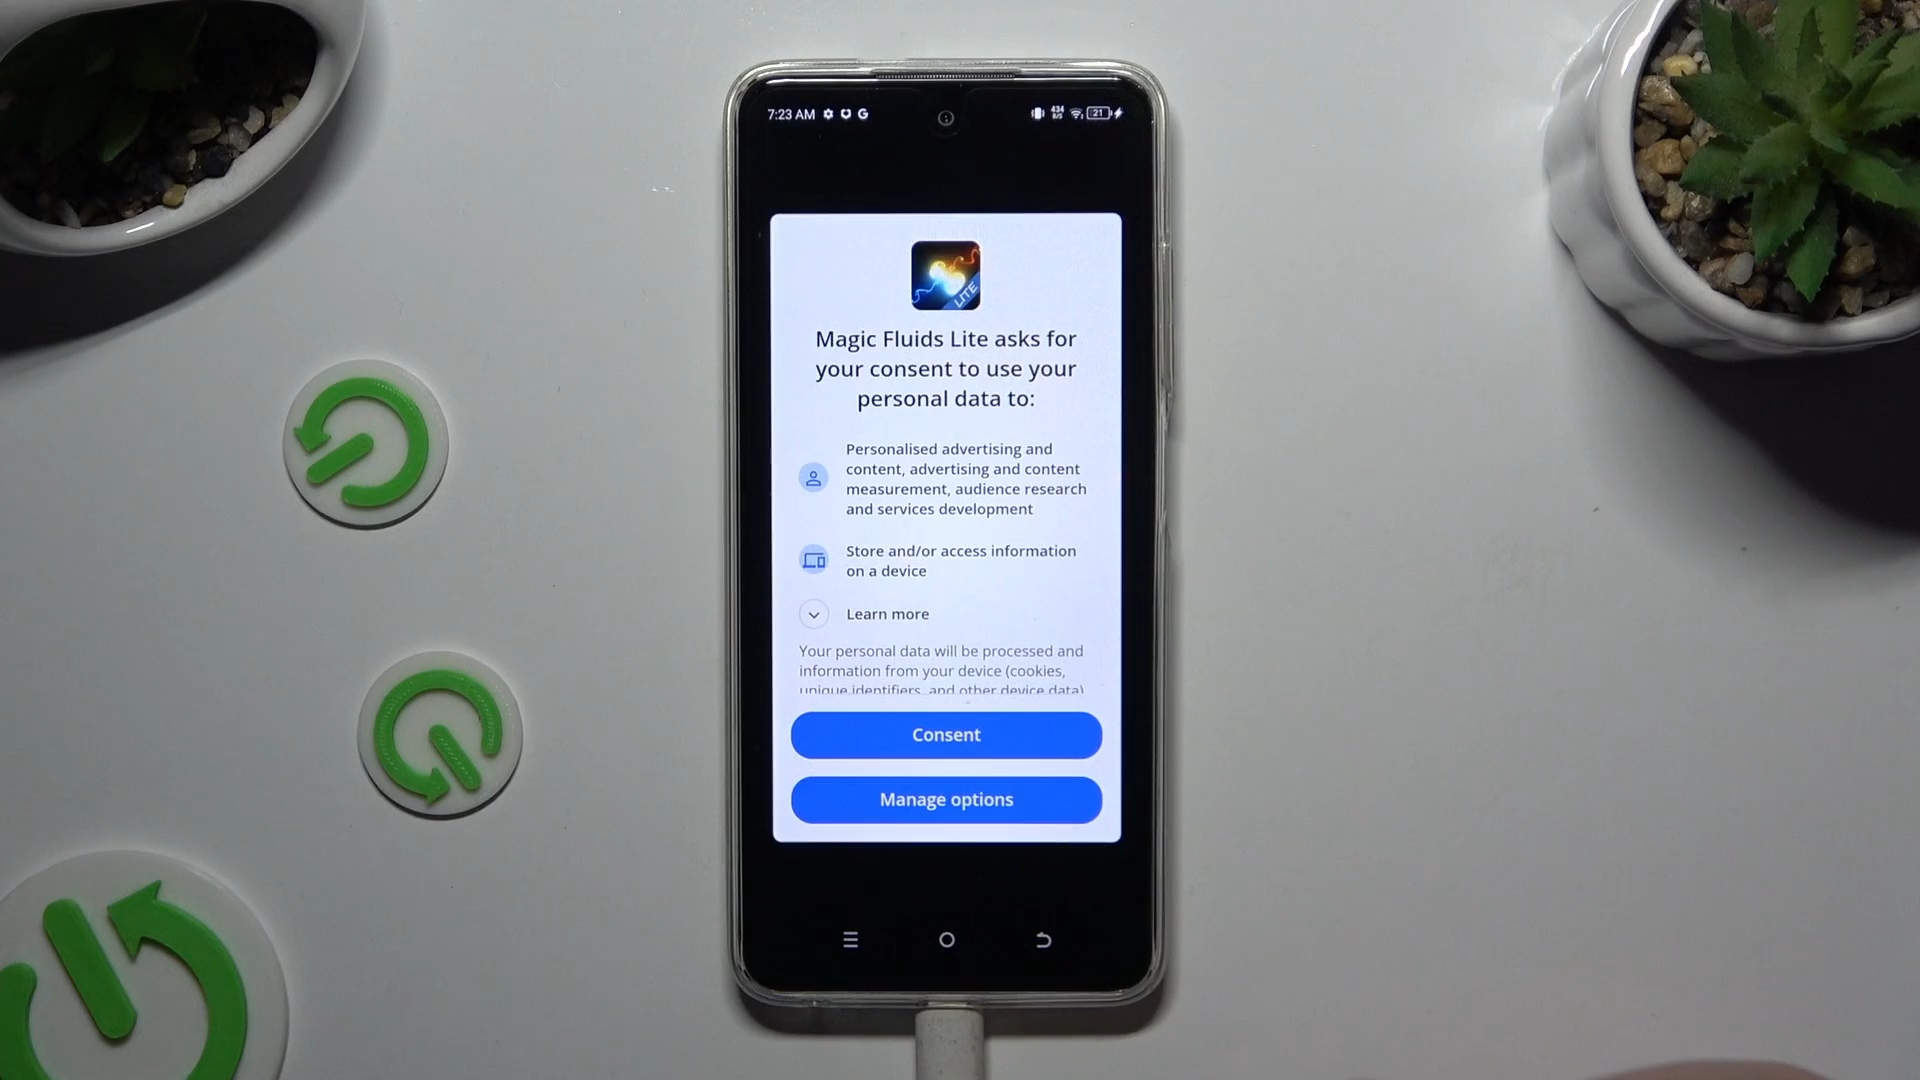 7:23 AM
434
B/S
21
LITE
Magic Fluids Lite asks for
your consent to use your
personal data to:
Personalised advertising and
content, advertising and content
measurement, audience research
and services development
Store and/or access information
on a device
Learn more
Your personal data will be processed and
information from your device (cookies,
unique identifiers, and other device data)
Consent
Manage options